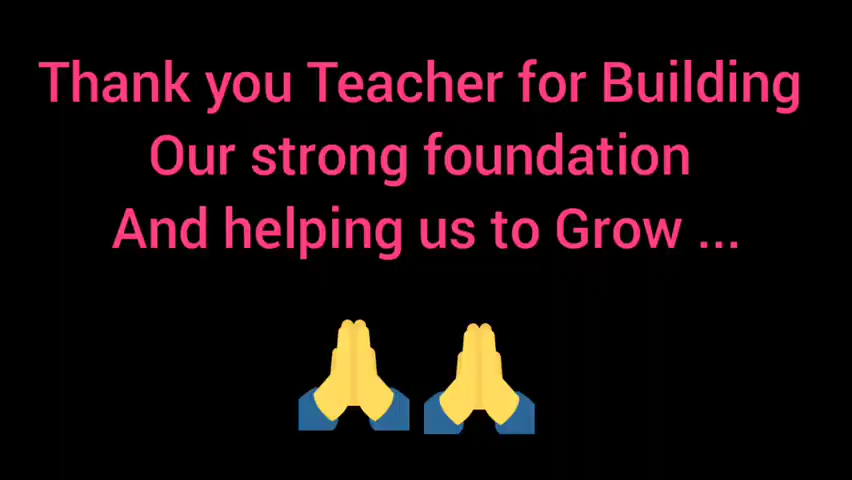 Thank you Teacher for Building
Our strong foundation
And helping us to Grow ...